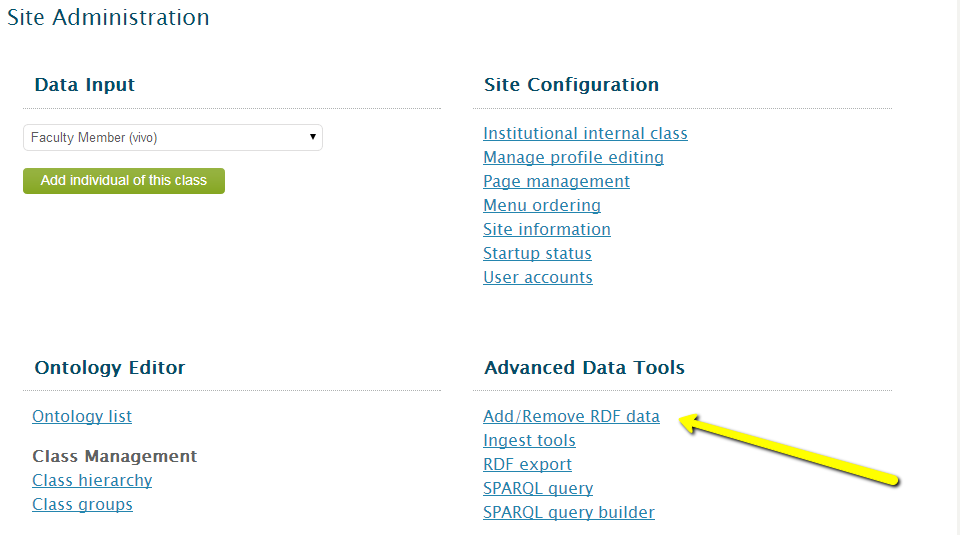 Site Administration
Data Input
Faculty Member (vivo)
Add individual of this class
Site Configuration
Institutional internal class
Manage profile editing
Page management
Menu ordering
Site information
Startup status
User accounts
Ontology Editor
Ontology list
Class Management
Class hierarchy
Class groups
Advanced Data Tools
Add/Remove RDF data
Ingest tools
RDF export
SPARQL query
SPARQL query builder